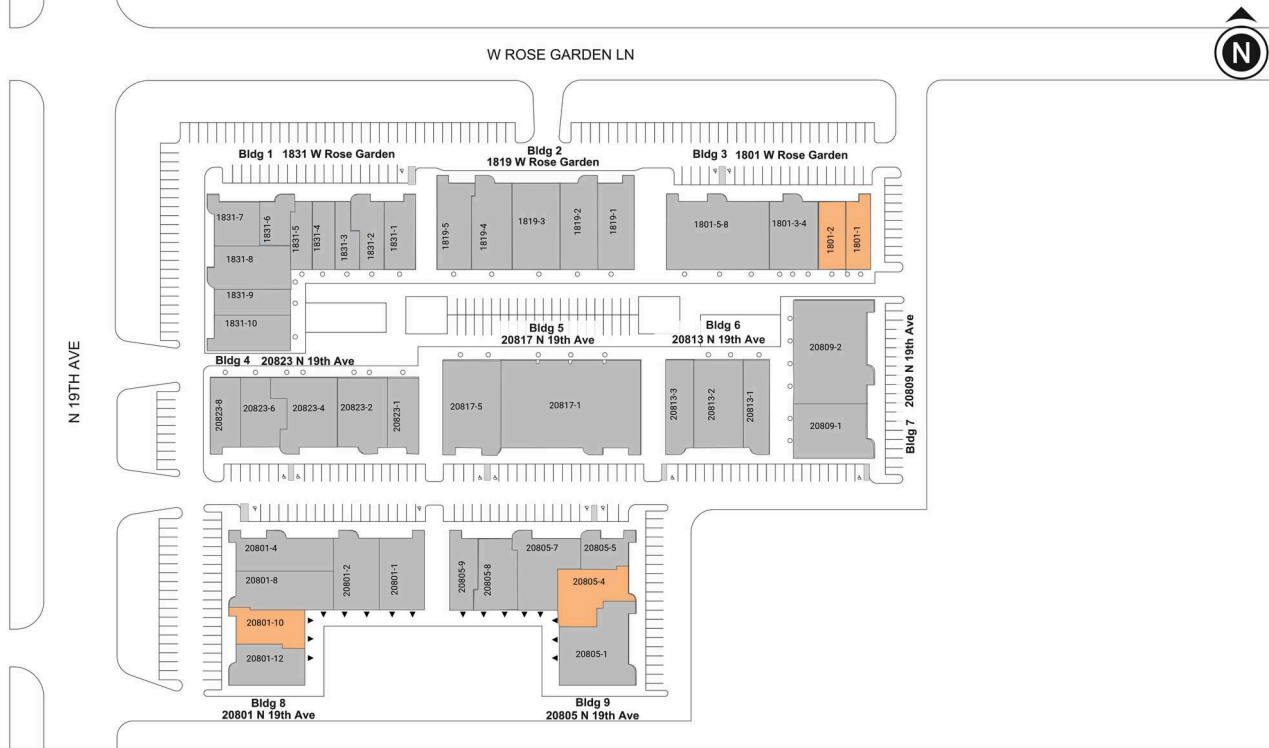 N
W ROSE GARDEN LN
Bldg 1 1831 W Rose Garden
Bldg 2
1819 W Rose Garden
Bldg 3 1801 W Rose Garden
1831-7
1831-6
1831-5
1831-4
1831-3
1831-2
1831-1
1831-8
1831-9
1831-10
1819-5
1819-4
1819-3
1819-2
1819-1
1801-5-8
1801-3-4
1801-2
1801-1
N 19TH AVE
Bldg 4 20823 N 19th Ave
Bldg 5
20817 N 19th Ave
Bldg 6
20813 N 19th Ave
Bldg 7 20809 N 19th Ave
20823-8
20823-6
20823-4
20823-2
20823-1
20817-5
20817-1
20813-3
20813-2
20813-1
20809-2
20809-1
20801-4
20801-8
20801-2
20801-1
20801-10
20801-12
20805-9
20805-8
20805-7
20805-5
20805-4
20805-1
Bldg 8
20801 N 19th Ave
Bldg 9
20805 N 19th Ave